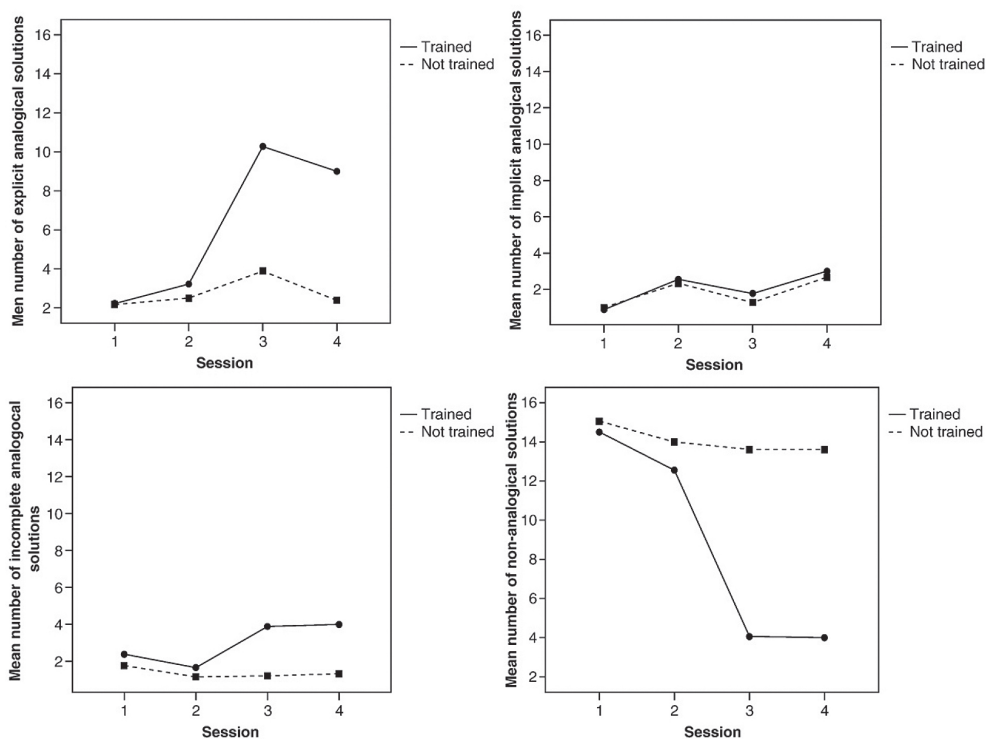 Men number of explicit analogical solutions
16
14
12
10
8
6
4
2
1 2 3 4
Session
Trained
Not trained
Mean number of implicit analogical solutions
16
14
12
10
8
6
4
2
1 2 3 4
Session
Trained
Not trained
Mean number of incomplete analogocal
solutions
16
14
12
10
8
6
4
2
1 2 3 4
Session
Trained
Not trained
Mean number of non-analogical solutions
16
14
12
10
8
6
4
2
1 2 3 4
Session
Trained
Not trained